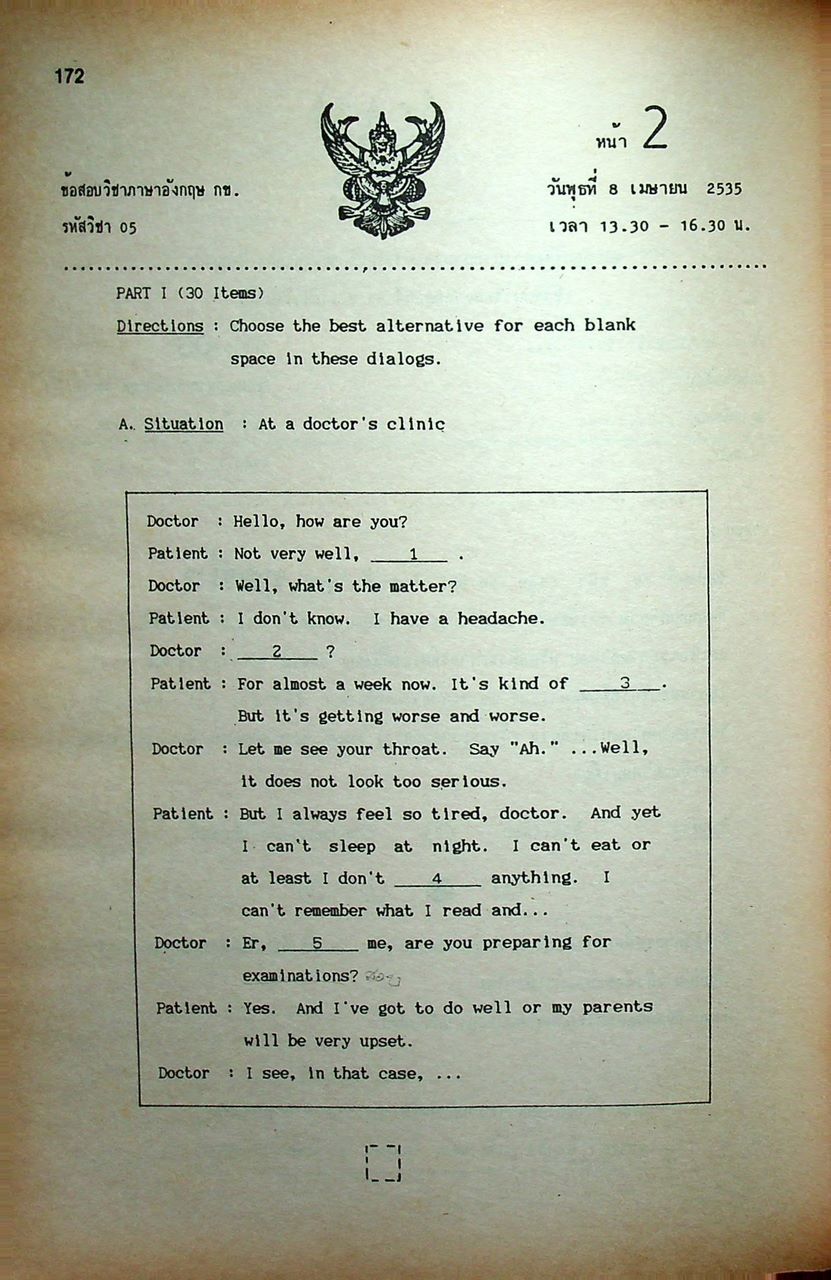 172
หน้า 2
ข้อสอบวิชาภาษาอังกฤษ กข.
วันพุธที่ 8 เมษายน 2535
รหัสวิชา 05
เวลา 13.30 - 16.30 น.
PART I (30 Items)
Directions : Choose the best alternative for each blank
space in these dialogs.
A. Situation : At a doctor's clinic
Doctor : Hello, how are you?
Patient : Not very well, 1 .
Doctor : Well, what's the matter?
Patient : I don't know. I have a headache.
Doctor : 2 ?
Patient : For almost a week now. It's kind of 3 .
But it's getting worse and worse.
Doctor : Let me see your throat. Say "Ah." ...Well,
it does not look too serious.
Patient : But I always feel so tired, doctor. And yet
I can't sleep at night. I can't eat or
at least I don't 4 anything. I
can't remember what I read and...
Doctor : Er, 5 me, are you preparing for
examinations?
Patient : Yes. And I've got to do well or my parents
will be very upset.
Doctor : I see, in that case, ...